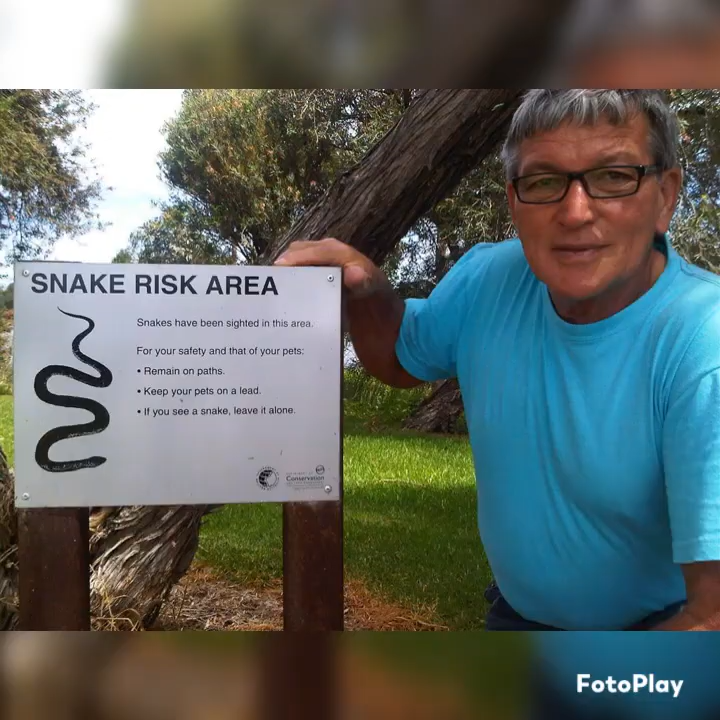 SNAKE RISK AREA
Snakes have been sighted in this area.
For your safety and that of your pets:
• Remain on paths.
• Keep your pets on a lead.
• If you see a snake, leave it alone.
Conservation
FotoPlay